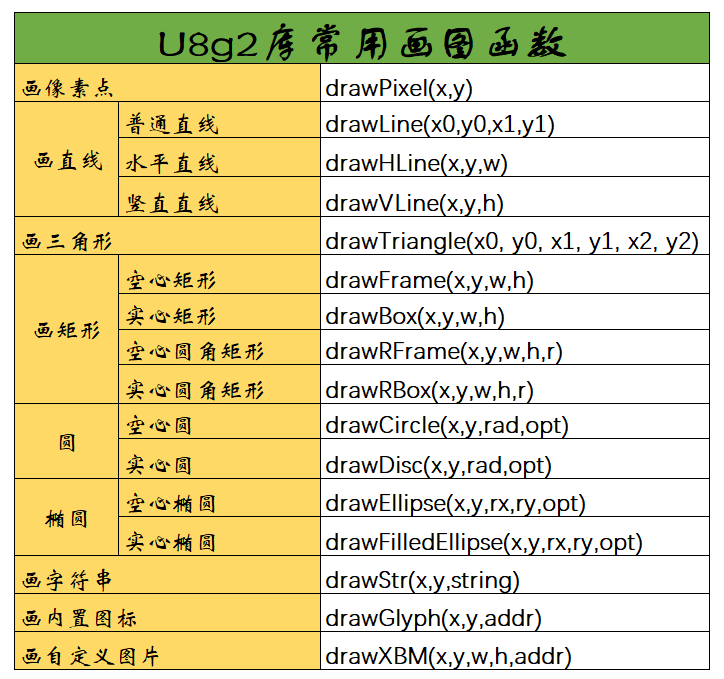 U8g2库常用画图函数
画像素点 drawPixel(x,y)
画直线
普通直线 drawLine(x0,y0,x1,y1)
水平直线 drawHLine(x,y,w)
竖直直线 drawVLine(x,y,h)
画三角形 drawTriangle(x0, y0, x1, y1, x2, y2)
画矩形
空心矩形 drawFrame(x,y,w,h)
实心矩形 drawBox(x,y,w,h)
空心圆角矩形 drawRFrame(x,y,w,h,r)
实心圆角矩形 drawRBox(x,y,w,h,r)
圆
空心圆 drawCircle(x,y,rad,opt)
实心圆 drawDisc(x,y,rad,opt)
椭圆
空心椭圆 drawEllipse(x,y,rx,ry,opt)
实心椭圆 drawFilledEllipse(x,y,rx,ry,opt)
画字符串 drawStr(x,y,string)
画内置图标 drawGlyph(x,y,addr)
画自定义图片 drawXBM(x,y,w,h,addr)